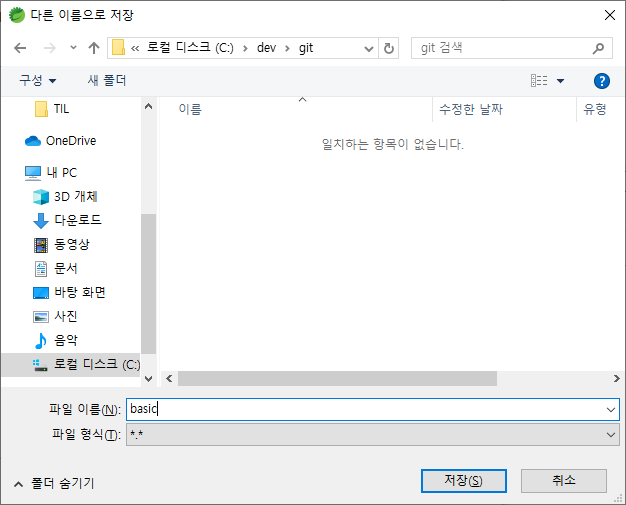 다른 이름으로 저장
« 로컬 디스크 (C:) › dev › git
git 검색
구성
새 폴더
이름 수정한 날짜 유형
일치하는 항목이 없습니다.
TIL
OneDrive
내 PC
3D 개체
다운로드
동영상
문서
바탕 화면
사진
음악
로컬 디스크 (C:)
파일 이름(N): basic
파일 형식(T): *.*
폴더 숨기기
저장(S)
취소